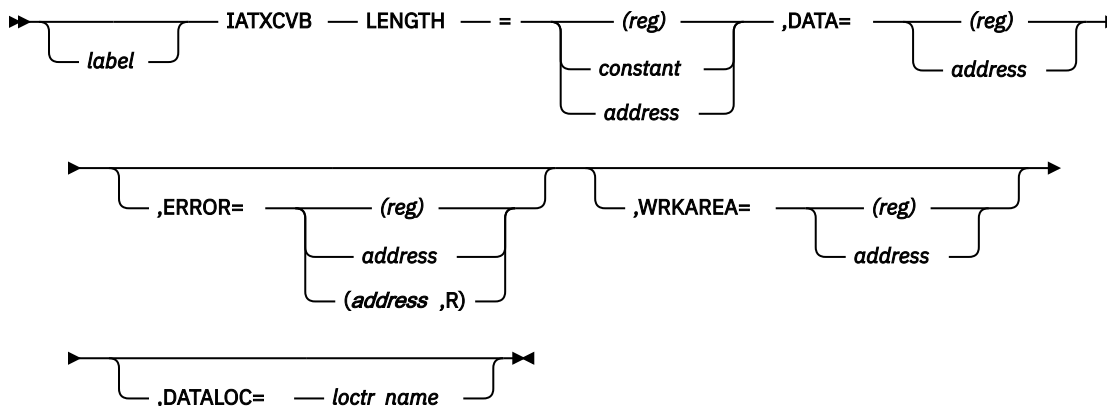 IATXCVB LENGTH = (reg) ,DATA= (reg)
label constant address
address
,ERROR= (reg) ,WRKAREA= (reg)
address address
(address ,R)
,DATALOC= loctr name